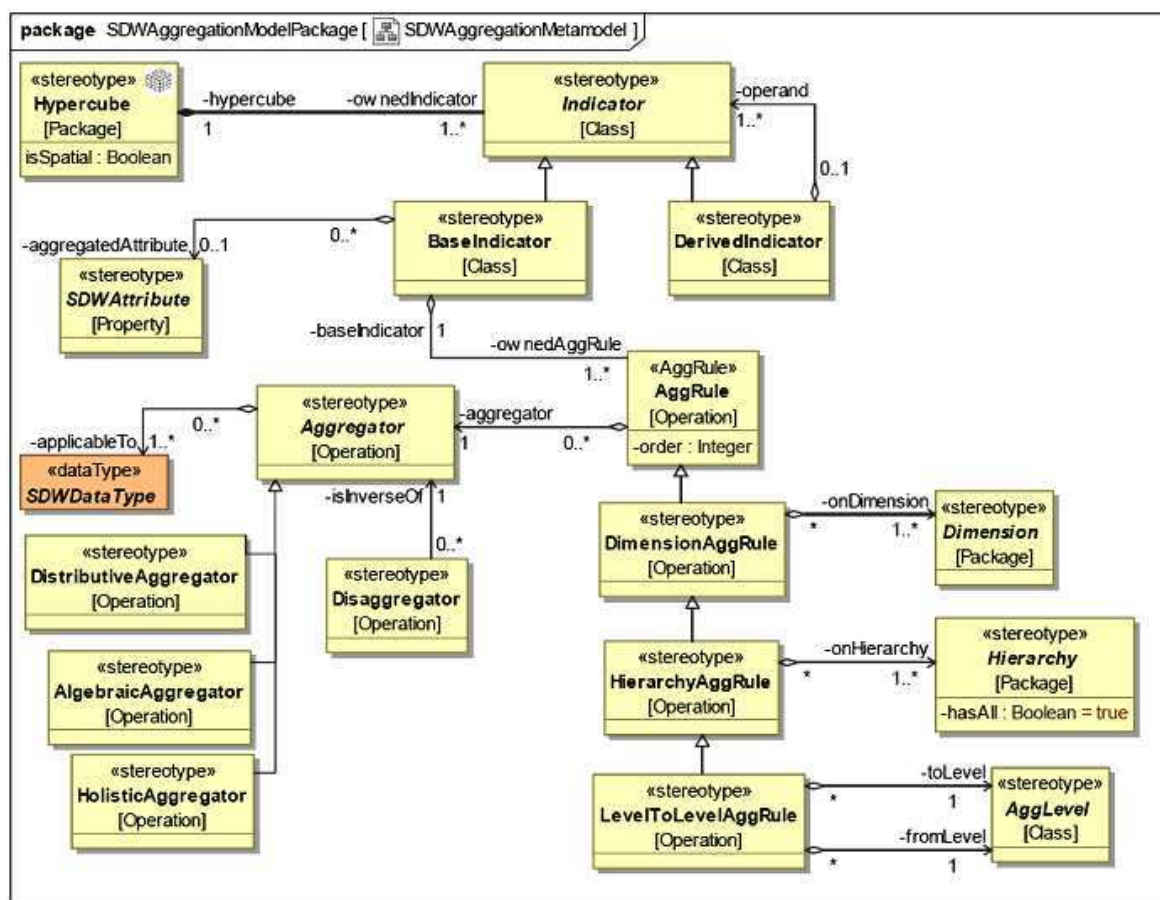 package SDWAggregationModelPackage [ SDWAggregationMetamodel ]
«stereotype»
Hypercube
[Package]
isSpatial : Boolean
-hypercube
1
-ownedIndicator
1..*
«stereotype»
Indicator
[Class]
-operand
1..*
0..1
«stereotype»
BaseIndicator
[Class]
0..*
-aggregatedAttribute
0..1
«stereotype»
DerivedIndicator
[Class]
«stereotype»
SDWAttribute
[Property]
-baseIndicator
1
-ownedAggRule
1..*
«AggRule»
AggRule
[Operation]
-order : Integer
-aggregator
1
0..*
«stereotype»
Aggregator
[Operation]
0..*
-applicableTo
1..*
«dataType»
SDWDataType
-isInverseOf
1
0..*
«stereotype»
DistributiveAggregator
[Operation]
«stereotype»
Disaggregator
[Operation]
«stereotype»
AlgebraicAggregator
[Operation]
«stereotype»
HolisticAggregator
[Operation]
«stereotype»
DimensionAggRule
[Operation]
-onDimension
*
1..*
«stereotype»
Dimension
[Package]
«stereotype»
HierarchyAggRule
[Operation]
-onHierarchy
*
1..*
«stereotype»
Hierarchy
[Package]
-hasAll : Boolean = true
«stereotype»
LevelToLevelAggRule
[Operation]
-toLevel
*
1
-fromLevel
*
1
«stereotype»
AggLevel
[Class]